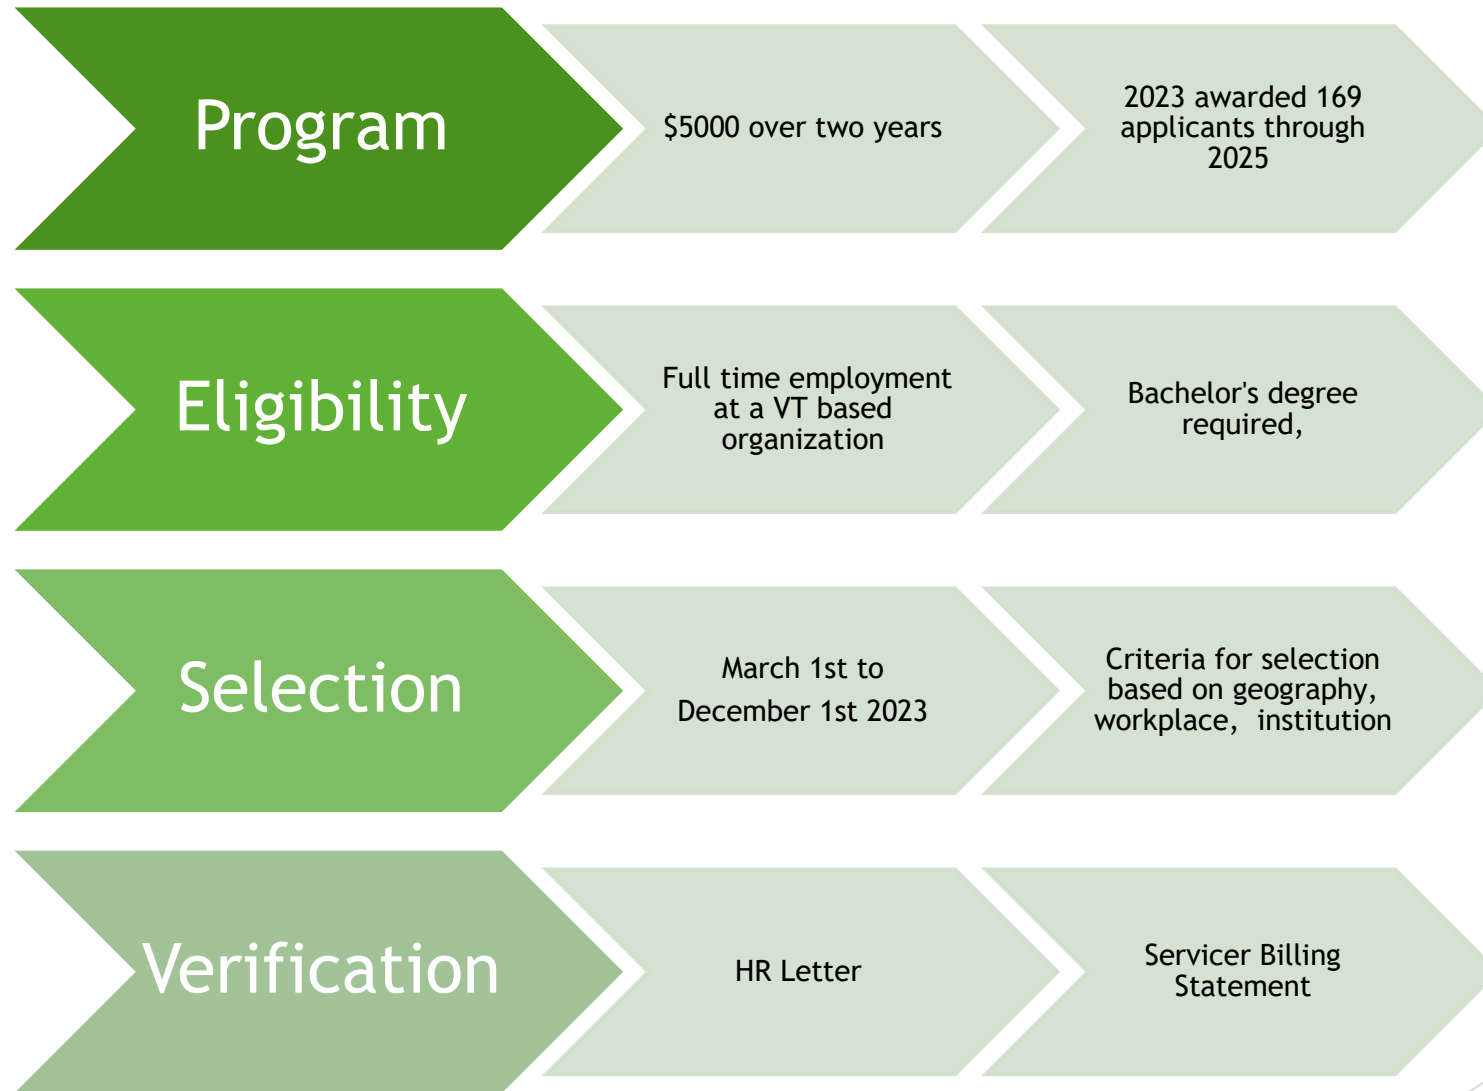 Program
$5000 over two years
2023 awarded 169
applicants through
2025
Eligibility
Full time employment
at a VT based
organization
Bachelor's degree
required,
Selection
March 1st to
December 1st 2023
Criteria for selection
based on geography,
workplace,  institution
Verification
HR Letter
Servicer Billing
Statement